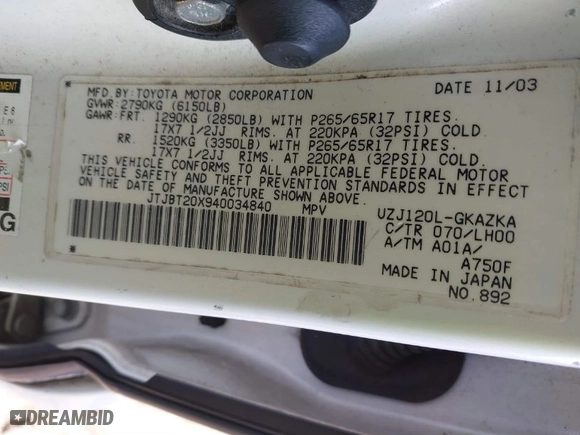 MFD. BY: TOYOTA MOTOR CORPORATION DATE 11/03
GVWR: 2790KG (6150LB)
GAWR: FRT. 1290KG (2850LB) WITH P265/65R17 TIRES.
17X7 1/2JJ RIMS. AT 220KPA (32PSI) COLD.
RR. 1520KG (3350LB) WITH P265/65R17 TIRES.
17X7 1/2JJ RIMS. AT 220KPA (32PSI) COLD.
THIS VEHICLE CONFORMS TO ALL APPLICABLE FEDERAL MOTOR
VEHICLE SAFETY AND THEFT PREVENTION STANDARDS IN EFFECT
ON THE DATE OF MANUFACTURE SHOWN ABOVE.
JTJBT20X940034840 MPV
VZJ120L-GKAZKA
C/TR 070/LH00
A/TM A01A/
A750F
MADE IN JAPAN
NO.892
PSI
G
DREAMBID